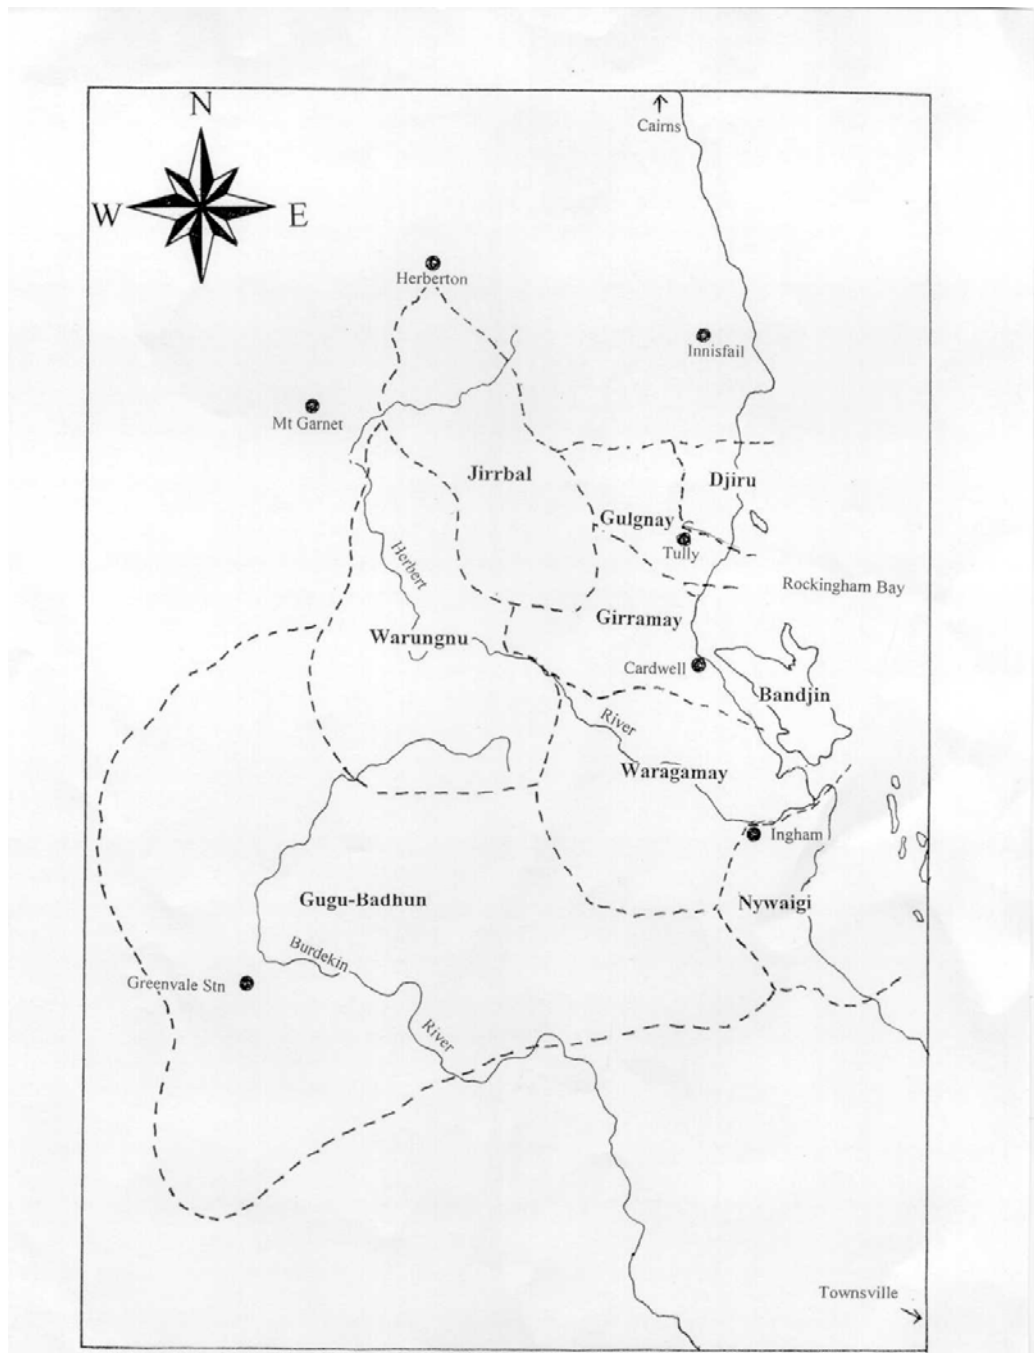 N
Cairns
W
E
Herberton
Innisfail
Mt Garnet
Jirrbal
Djiru
Gulgnay
Tully
Herbert
Rockingham Bay
Girramay
Warungnu
Cardwell
Bandjin
River
Waragamay
Ingham
Gugu-Badhun
Nywaigi
Burdekin
Greenvale Stn
River
Townsville